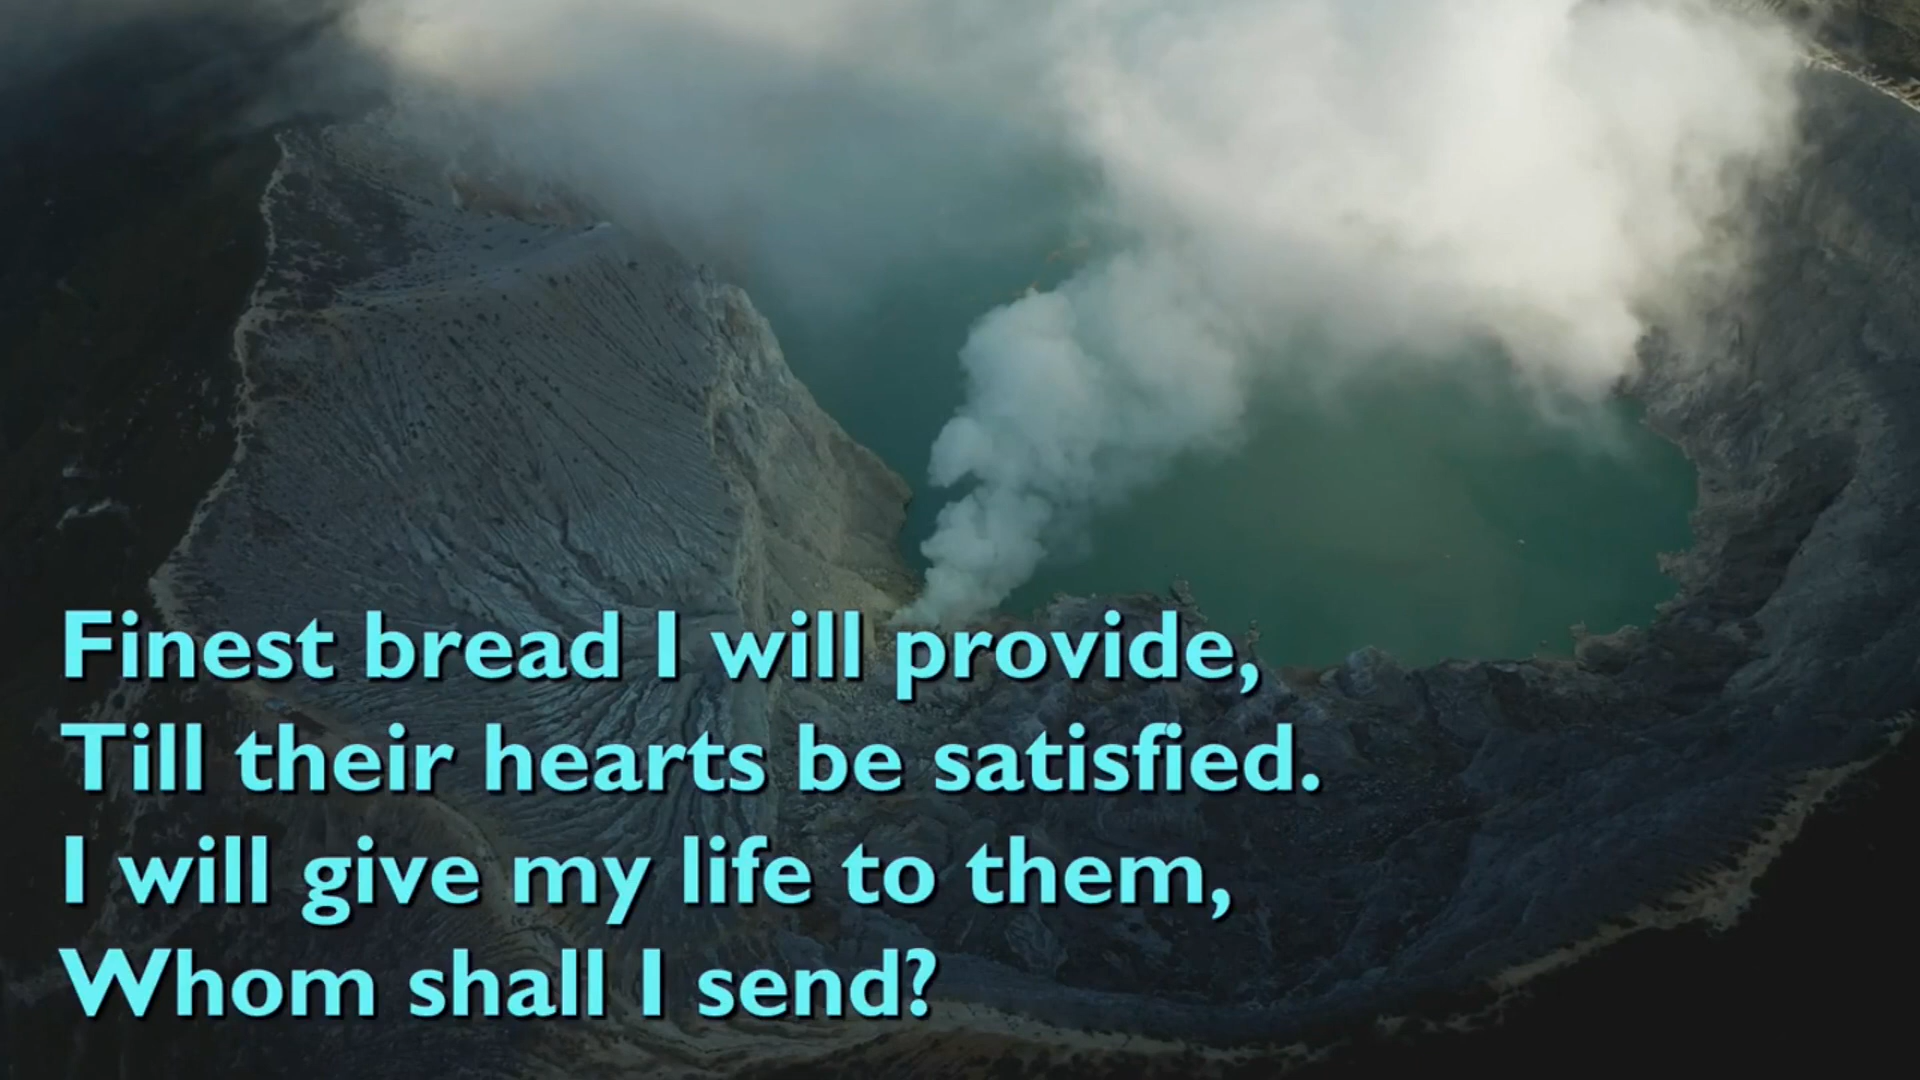 Finest bread I will provide,
Till their hearts be satisfied.
I will give my life to them,
Whom shall I send?